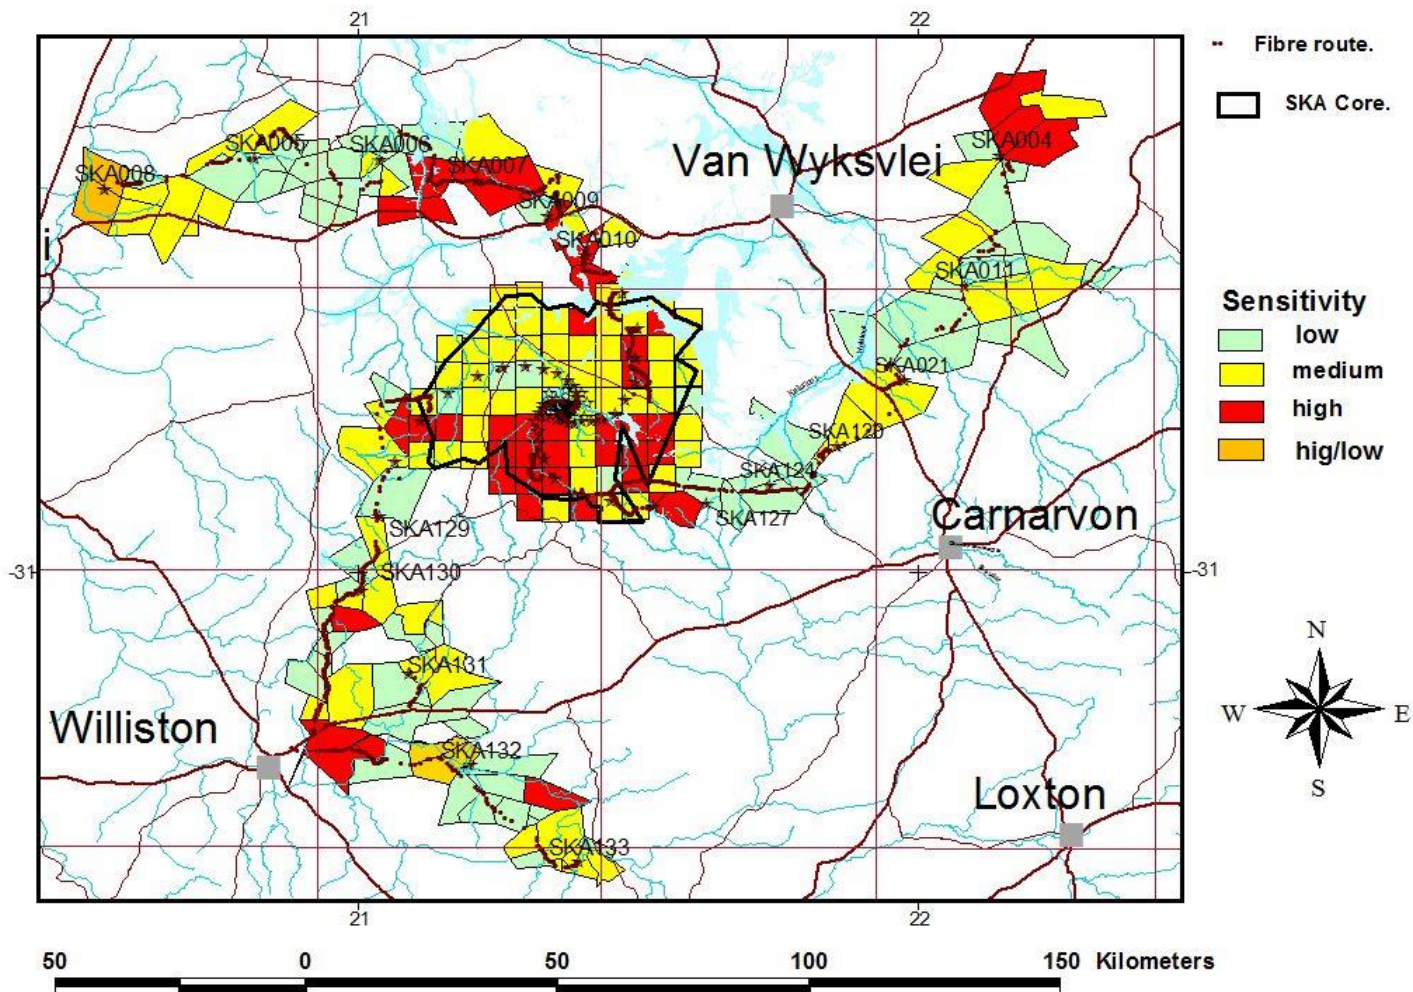 21
22
Fibre route.
SKA Core.
SKA004
SKA005
SKA006
Van Wyksvlei
SKA007
SKA008
SKA009
SKA010
i
SKA011
Sensitivity
low
medium
high
hig/low
SKA021
SKA120
SKA124
SKA127
SKA129
Carnarvon
-31
SKA130
-31
N
SKA131
W
E
Williston
SKA132
S
Loxton
SKA133
21
22
50
0
50
100
150 Kilometers